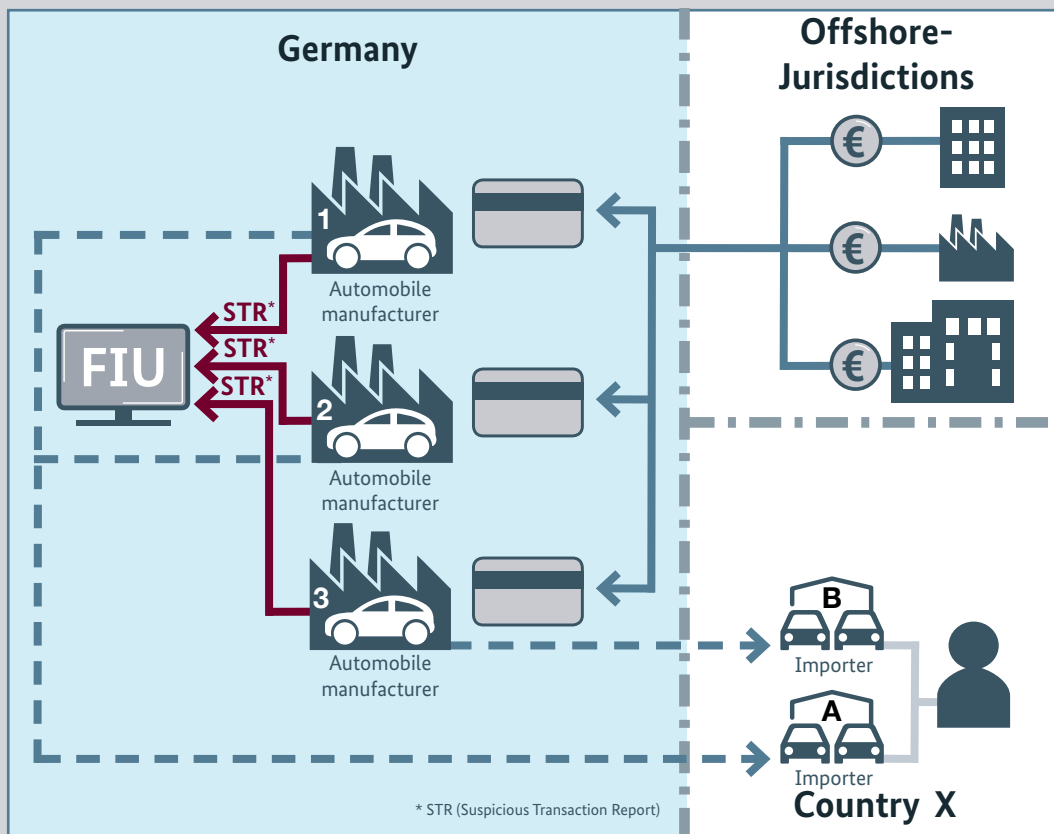 Germany
Offshore-
Jurisdictions
€
€
€
1
Automobile
manufacturer
STR*
STR*
STR*
FIU
2
Automobile
manufacturer
3
Automobile
manufacturer
B
Importer
A
Importer
Country X
* STR (Suspicious Transaction Report)